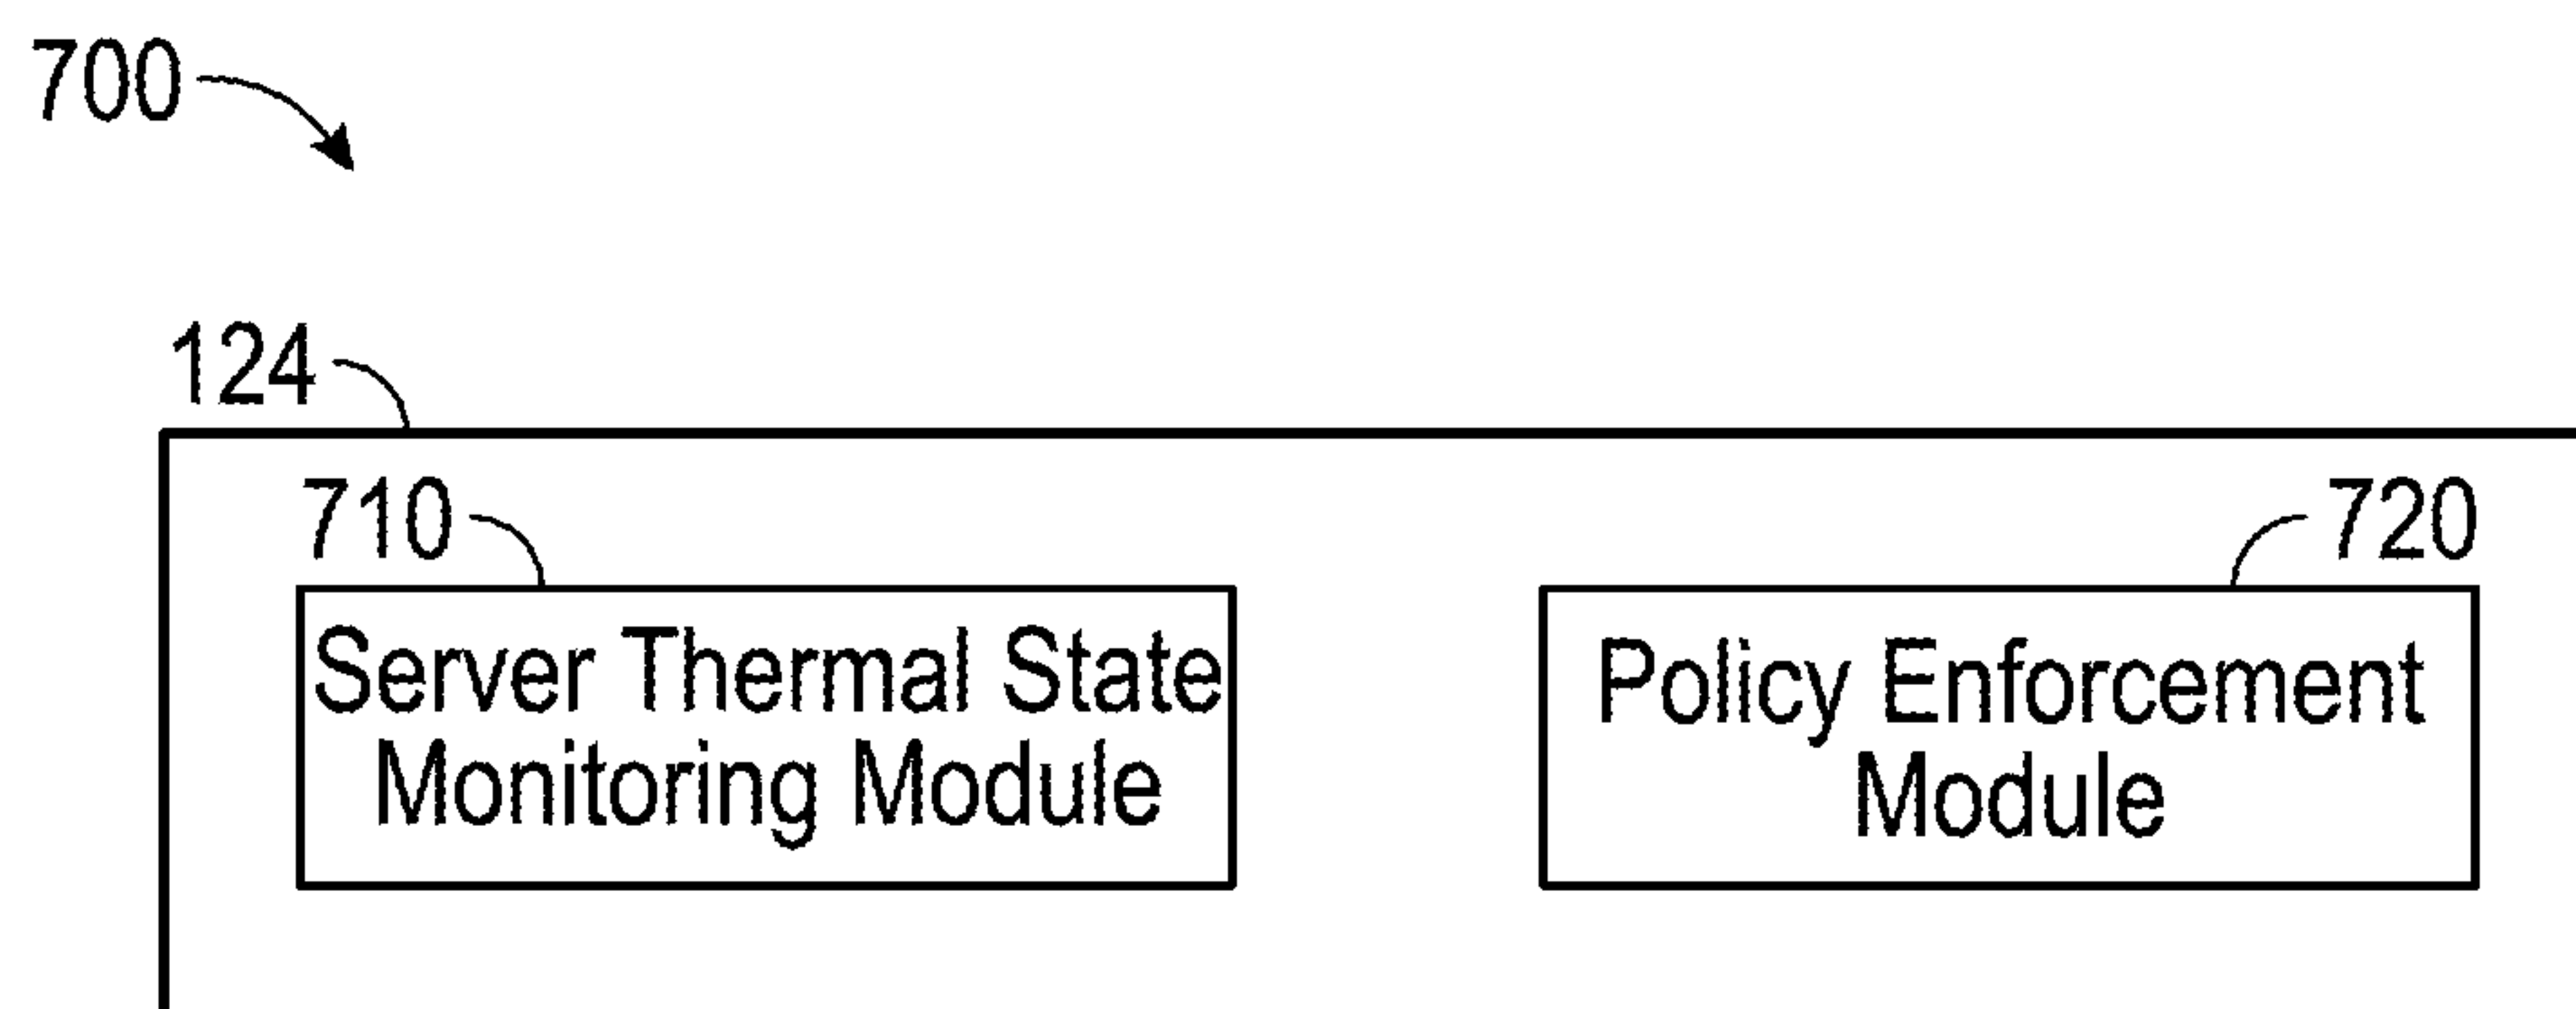 700
124
710
720
Server Thermal State
Monitoring Module
Policy Enforcement
Module